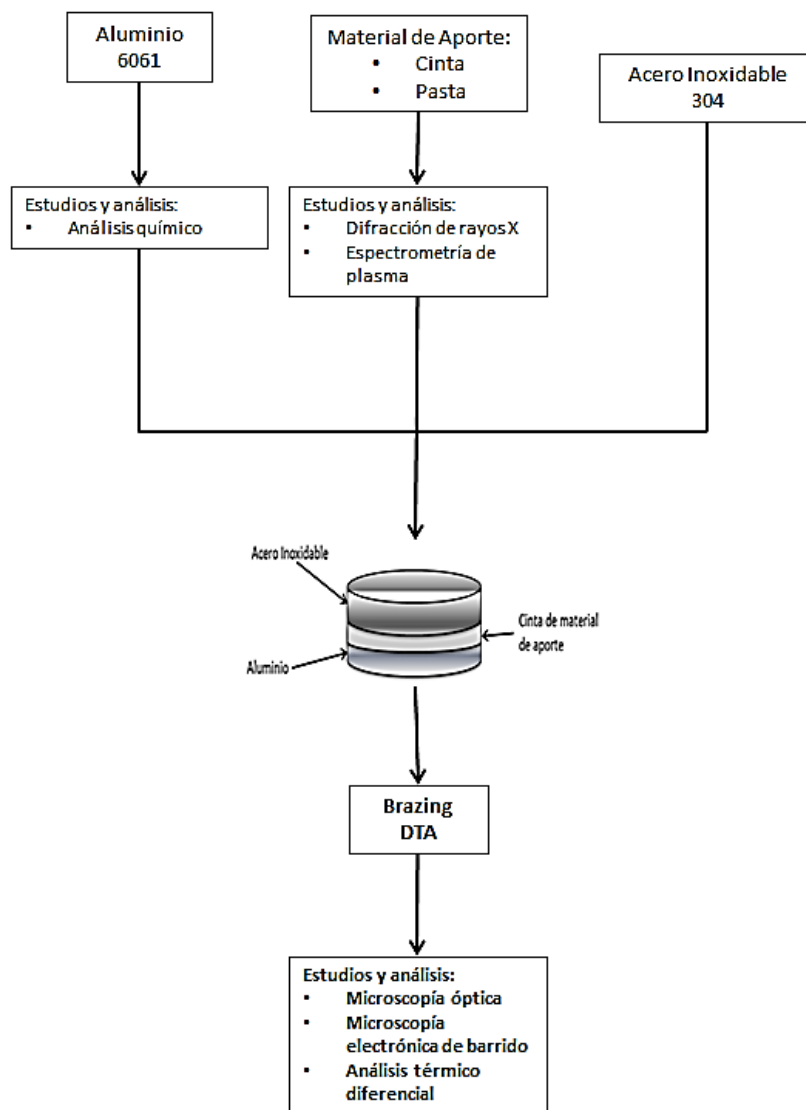 Aluminio
6061
Material de Aporte:
• Cinta
• Pasta
Acero Inoxidable
304
Estudios y análisis:
• Análisis químico
Estudios y análisis:
• Difracción de rayos X
• Espectrometría de
plasma
Acero Inoxidable
Cinta de material
de aporte
Aluminio
Brazing
DTA
Estudios y análisis:
• Microscopía óptica
• Microscopía
electrónica de barrido
• Análisis térmico
diferencial